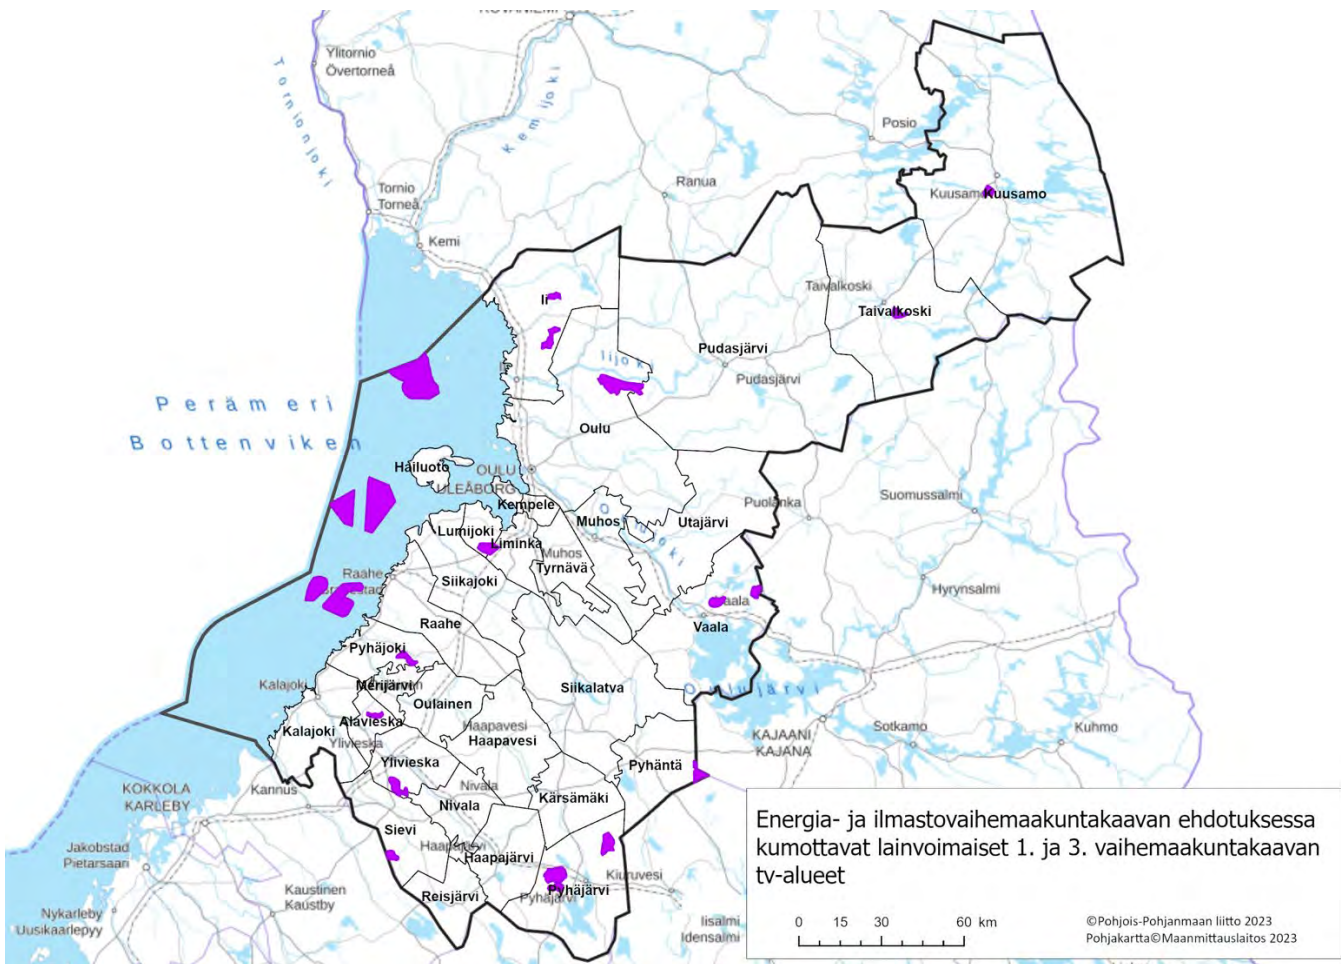 Ylitornio
Övertorneå
Tornionjoki
Kemijoki
Posio
Ranua
Tornio
Torneå
Kemi
Kuusamo
Ii
Taivalkoski
Taivalkoski
Pudasjärvi
Iijoki
Pudasjärvi
Perämeri
Bottenviken
Oulu
Hailuoto
OULU
ULEÅBORG
Kempele
Muhos
Utajärvi
Puolanka
Suomussalmi
Lumijoki
Liminka
Muhos
Tyrnävä
Siikajoki
Raahe
Hyrynsalmi
Vaala
Raahe
Pyhäjoki
Kalajoki
Merijärvi
Siikalatva
Oulujärvi
Oulainen
Alavieska
Kalajoki
Ylivieska
Haapavesi
Haapavesi
Sotkamo
Kuhmo
KAJAANI
KAJANA
Ylivieska
Pyhäntä
KOKKOLA
KARLEBY
Kannus
Nivala
Nivala
Kärsämäki
Sievi
Haapajärvi
Jakobstad
Pietarsaari
Kaustinen
Kaustby
Reisjärvi
Pyhäjärvi
Kiuruvesi
Nykarleby
Uusikaarlepyy
Iisalmi
Idensalmi
Energia- ja ilmastovaihemaakuntakaavan ehdotuksessa
kumottavat lainvoimaiset 1. ja 3. vaihemaakuntakaavan
tv-alueet
0 15 30 60 km
©Pohjois-Pohjanmaan liitto 2023
Pohjakartta©Maanmittauslaitos 2023